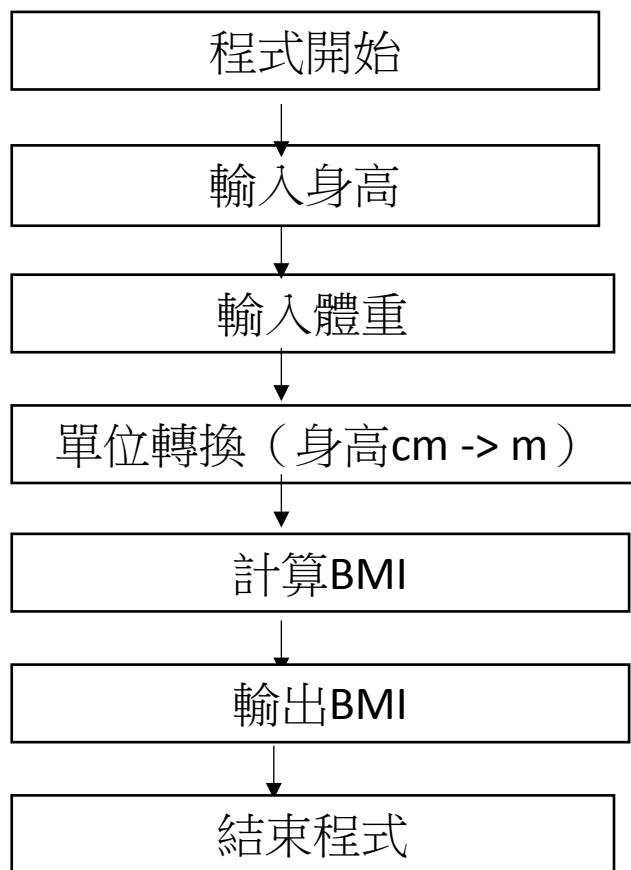 程式開始
輸入身高
輸入體重
單位轉換（身高cm -> m）
計算BMI
輸出BMI
結束程式